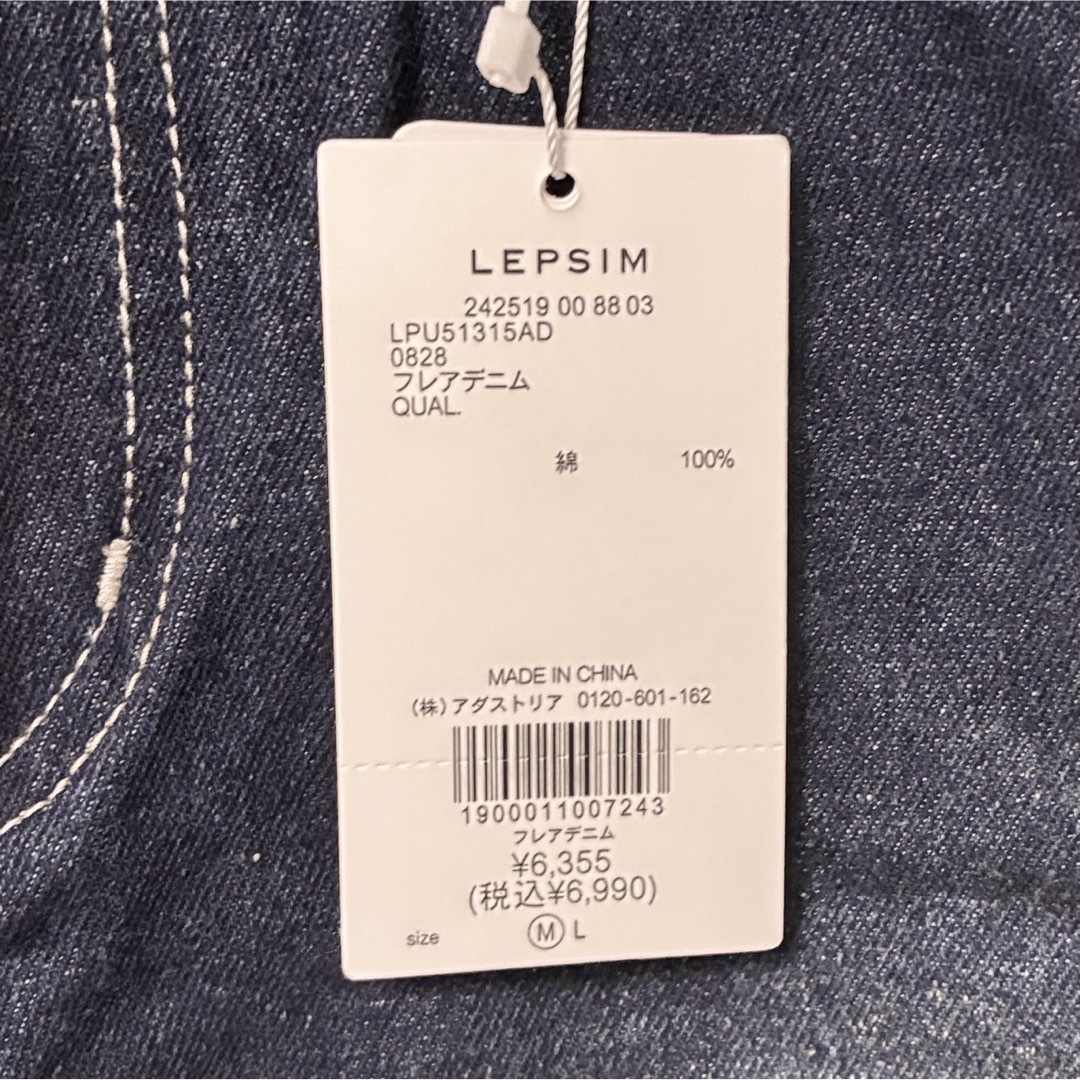 LEPSIM
242519 00 88 03
LPU51315AD
0828
フレアデニム
QUAL.
綿 100%
MADE IN CHINA
(株)アダストリア 0120-601-162
1900011007243
フレアデニム
¥6,355
(税込¥6,990)
size Ⓜ L